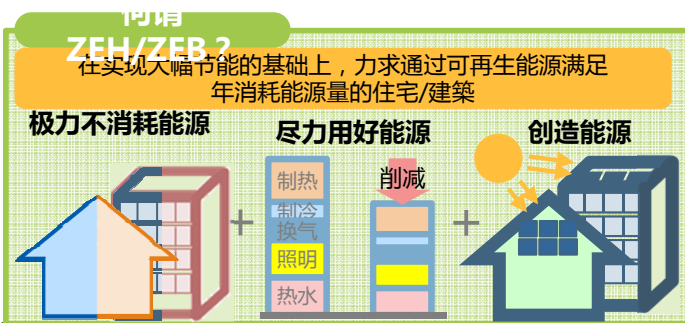 何谓
ZEH/ZEB？
在实现大幅节能的基础上，力求通过可再生能源满足
年消耗能源量的住宅/建築
极力不消耗能源
尽力用好能源
创造能源
制热
削减
制冷
换气
照明
热水
+
+